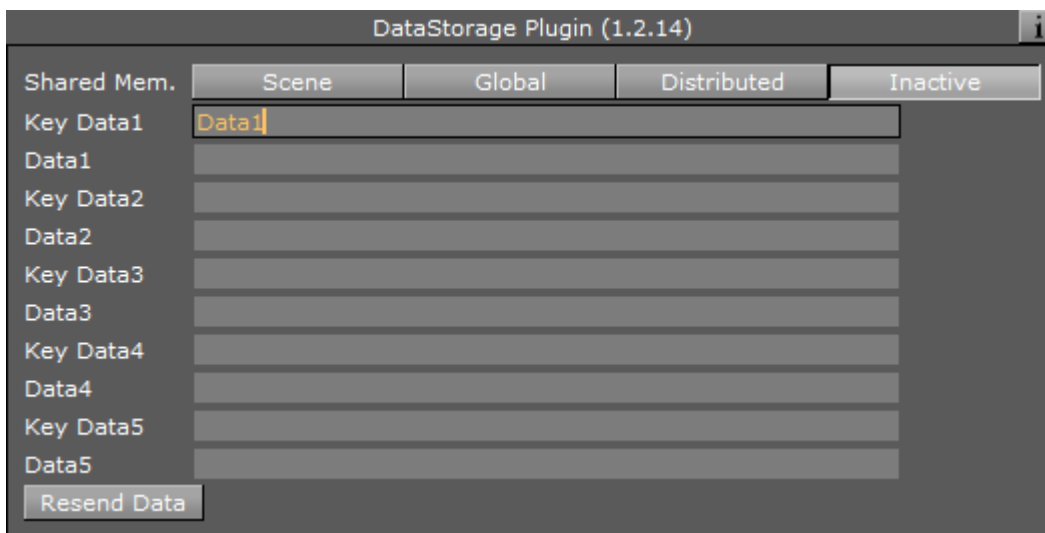 DataStorage Plugin (1.2.14) i
Shared Mem. Scene Global Distributed Inactive
Key Data1 Data1
Data1
Key Data2
Data2
Key Data3
Data3
Key Data4
Data4
Key Data5
Data5
Resend Data